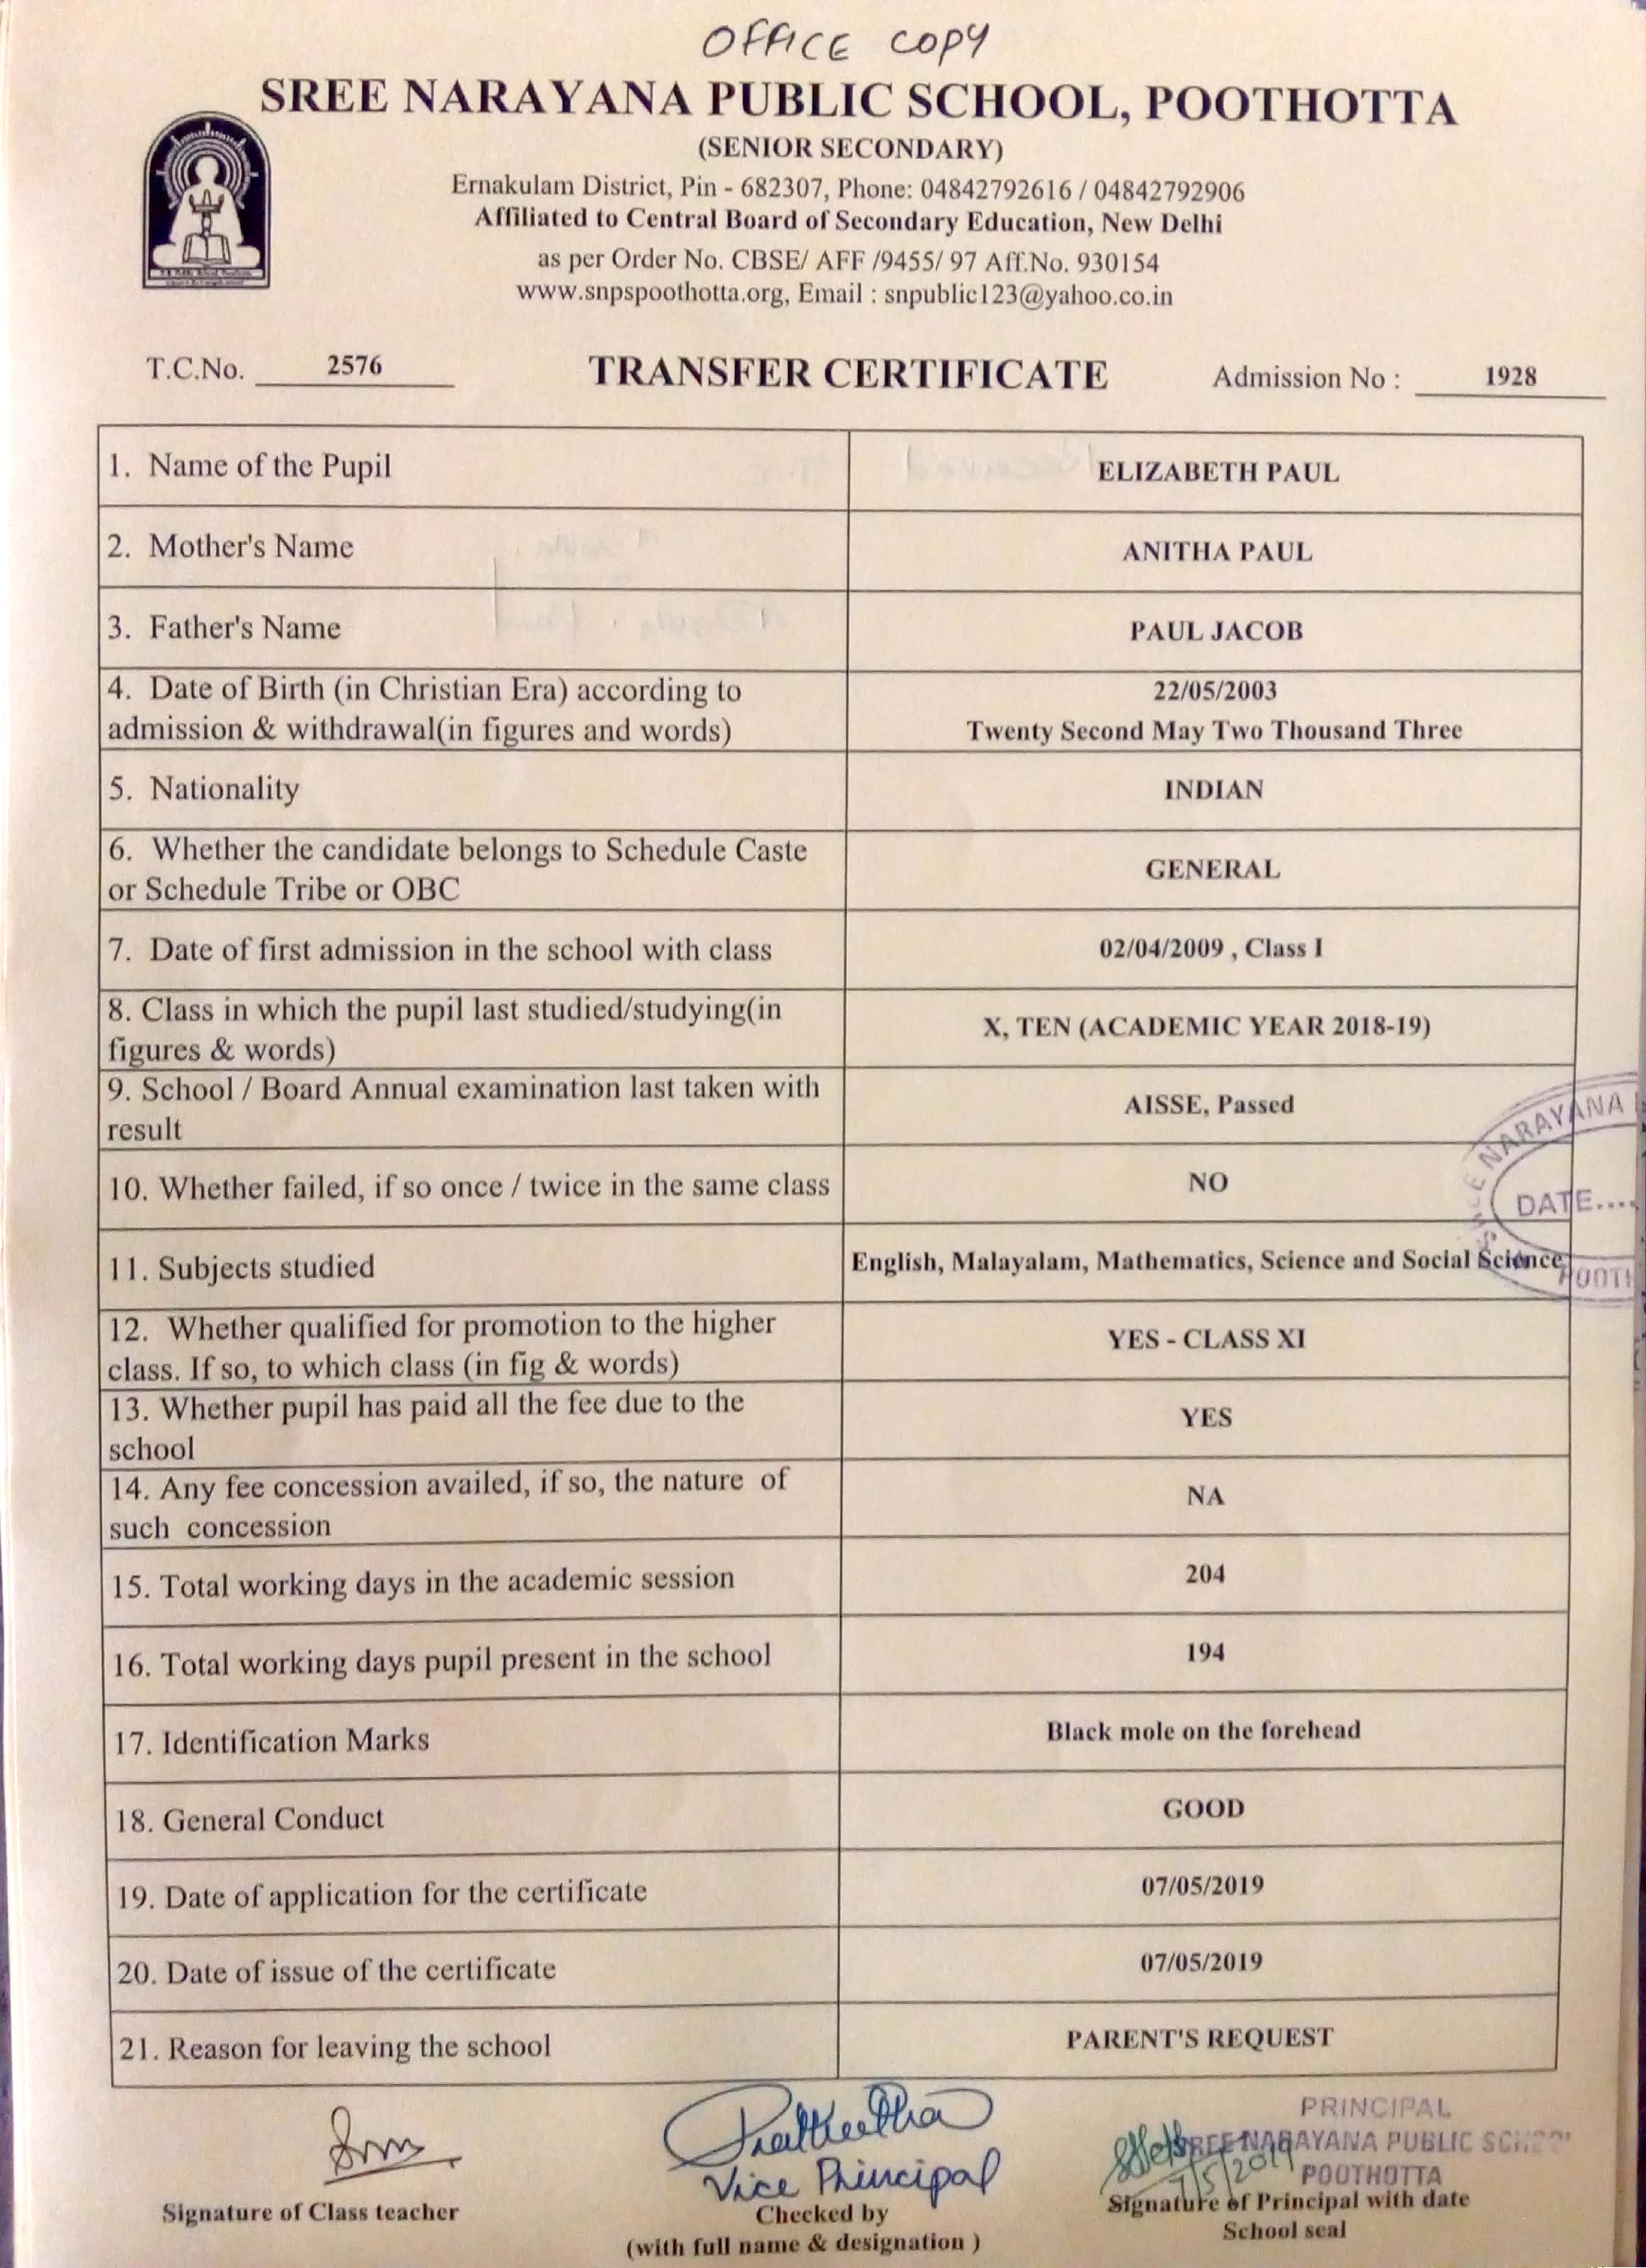 OFFICE COPY
SREE NARAYANA PUBLIC SCHOOL, POOTHOTTA
(SENIOR SECONDARY)
Ernakulam District, Pin - 682307, Phone: 04842792616 / 04842792906
Affiliated to Central Board of Secondary Education, New Delhi
as per Order No. CBSE/ AFF /9455/ 97 Aff.No. 930154
www.snpspoothotta.org, Email : snpublic123@yahoo.co.in
T.C.No. 2576 TRANSFER CERTIFICATE Admission No : 1928
1. Name of the Pupil ELIZABETH PAUL
2. Mother's Name ANITHA PAUL
3. Father's Name PAUL JACOB
4. Date of Birth (in Christian Era) according to
admission & withdrawal(in figures and words)
22/05/2003
Twenty Second May Two Thousand Three
5. Nationality INDIAN
6. Whether the candidate belongs to Schedule Caste
or Schedule Tribe or OBC
GENERAL
7. Date of first admission in the school with class 02/04/2009 , Class I
8. Class in which the pupil last studied/studying(in
figures & words)
X, TEN (ACADEMIC YEAR 2018-19)
9. School / Board Annual examination last taken with
result
AISSE, Passed
10. Whether failed, if so once / twice in the same class NO
11. Subjects studied English, Malayalam, Mathematics, Science and Social Science
12. Whether qualified for promotion to the higher
class. If so, to which class (in fig & words)
YES - CLASS XI
13. Whether pupil has paid all the fee due to the
school
YES
14. Any fee concession availed, if so, the nature of
such concession
NA
15. Total working days in the academic session 204
16. Total working days pupil present in the school 194
17. Identification Marks Black mole on the forehead
18. General Conduct GOOD
19. Date of application for the certificate 07/05/2019
20. Date of issue of the certificate 07/05/2019
21. Reason for leaving the school PARENT'S REQUEST
NARAYANA
DATE....
Vice Principal
PRINCIPAL
SREE NARAYANA PUBLIC SCHOOL
POOTHOTTA
7/5/2019
Signature of Class teacher
Checked by
(with full name & designation )
Signature of Principal with date
School seal